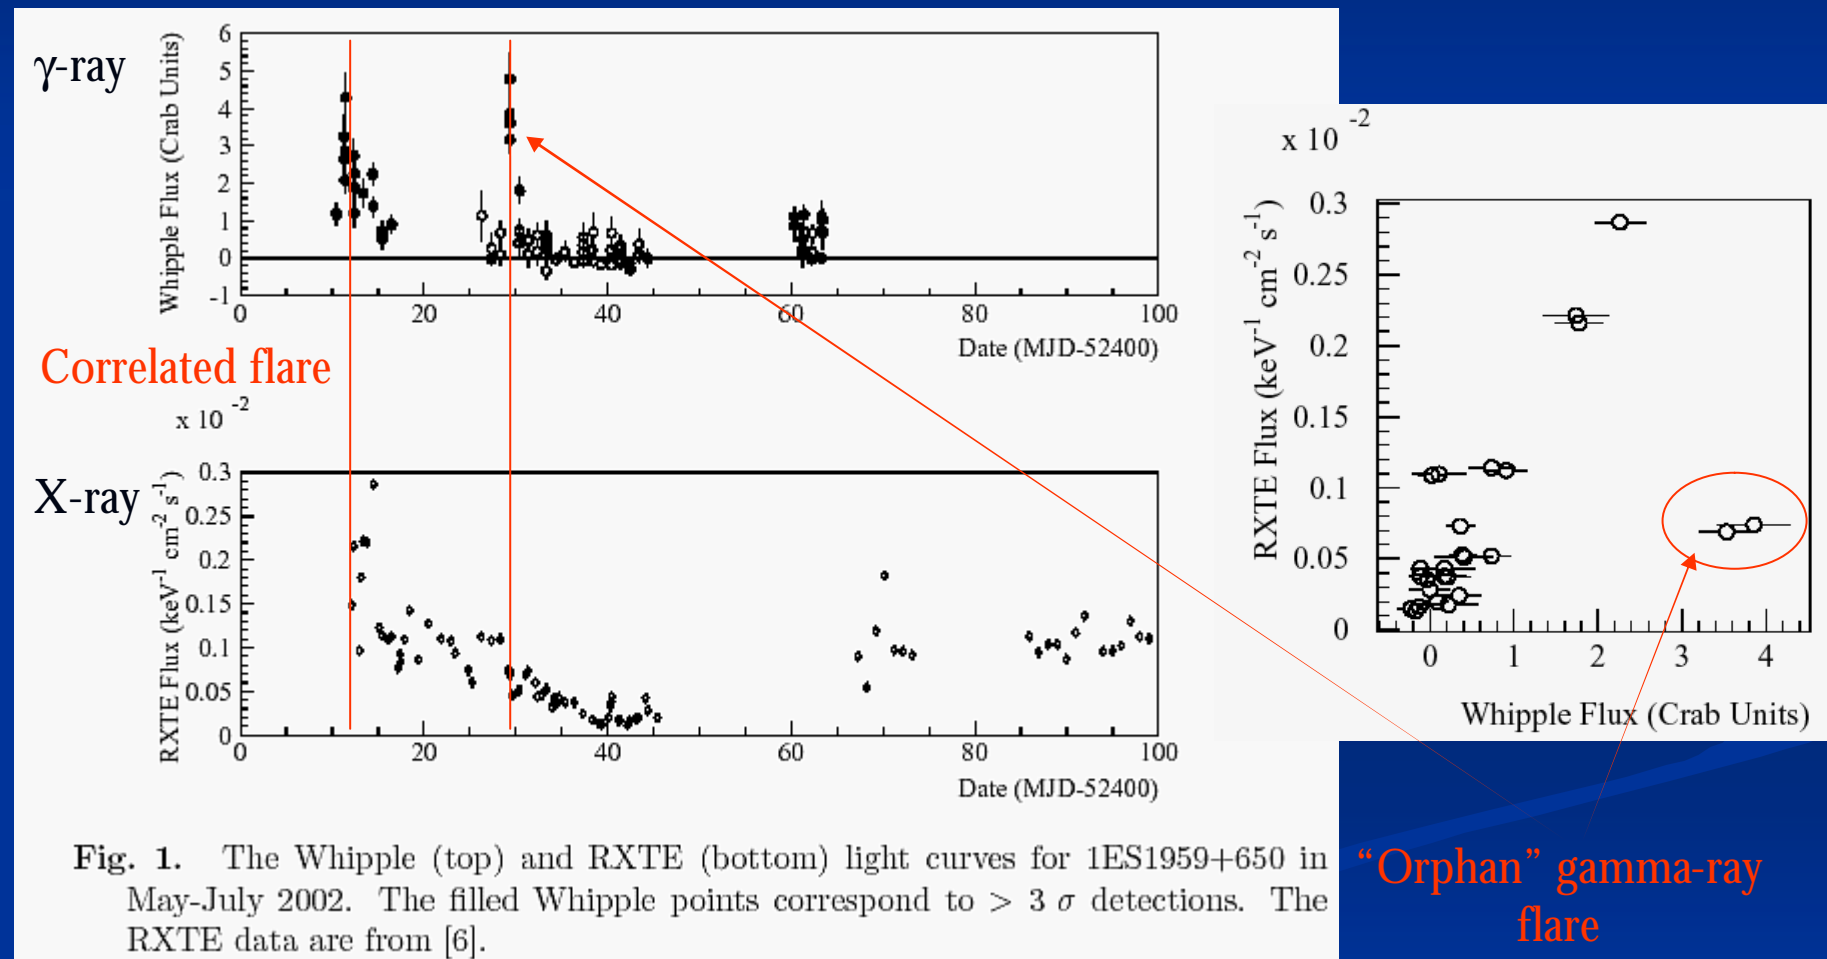 γ-ray
Whipple Flux (Crab Units)
6
5
4
3
2
1
0
-1
0 20 40 60 80 100
Date (MJD-52400)
Correlated flare
x 10 -2
X-ray
RXTE Flux (keV-1 cm-2 s-1)
0.3
0.25
0.2
0.15
0.1
0.05
0
0 20 40 60 80 100
Date (MJD-52400)
x 10 -2
RXTE Flux (keV-1 cm-2 s-1)
0.3
0.25
0.2
0.15
0.1
0.05
0
0 1 2 3 4
Whipple Flux (Crab Units)
Fig. 1. The Whipple (top) and RXTE (bottom) light curves for 1ES1959+650 in
May-July 2002. The filled Whipple points correspond to > 3 σ detections. The
RXTE data are from [6].
“Orphan” gamma-ray
flare